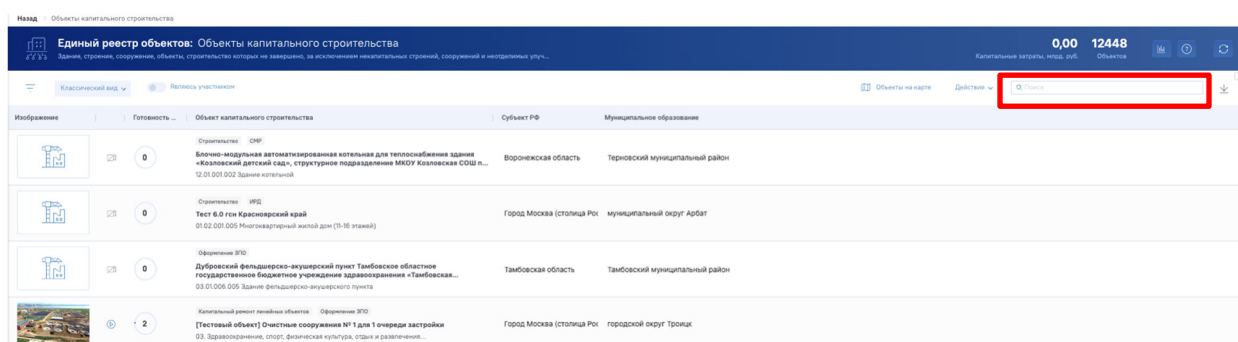 Назад Объекты капитального строительства
Единый реестр объектов: Объекты капитального строительства
Здание, строение, сооружение, объекты, строительство которых не завершено, за исключением некапитальных строений, сооружений и неотделимых улуч...
0,00 12448
Капитальные затраты, млрд. руб. Объектов
Классический вид Являюсь участником Объекты на карте Действия Поиск
Изображение Готовность ... Объект капитального строительства Субъект РФ Муниципальное образование
Строительство СМР
Блочно-модульная автоматизированная котельная для теплоснабжения здания
0 «Козловский детский сад», структурное подразделение МКОУ Козловская СОШ п... Воронежская область Терновский муниципальный район
12.01.001.002 Здание котельной
Строительство ИРД
0 Тест 6.0 гсн Красноярский край Город Москва (столица Рос муниципальный округ Арбат
01.02.001.005 Многоквартирный жилой дом (11-16 этажей)
Оформление ЗПО
Дубровский фельдшерско-акушерский пункт Тамбовское областное
0 государственное бюджетное учреждение здравоохранения «Тамбовская... Тамбовская область Тамбовский муниципальный район
03.01.006.005 Здание фельдшерско-акушерского пункта
Капитальный ремонт линейных объектов Оформление ЗПО
2 [Тестовый объект] Очистные сооружения № 1 для 1 очереди застройки Город Москва (столица Рос городской округ Троицк
03. Здравоохранение, спорт, физическая культура, отдых и развлечения...